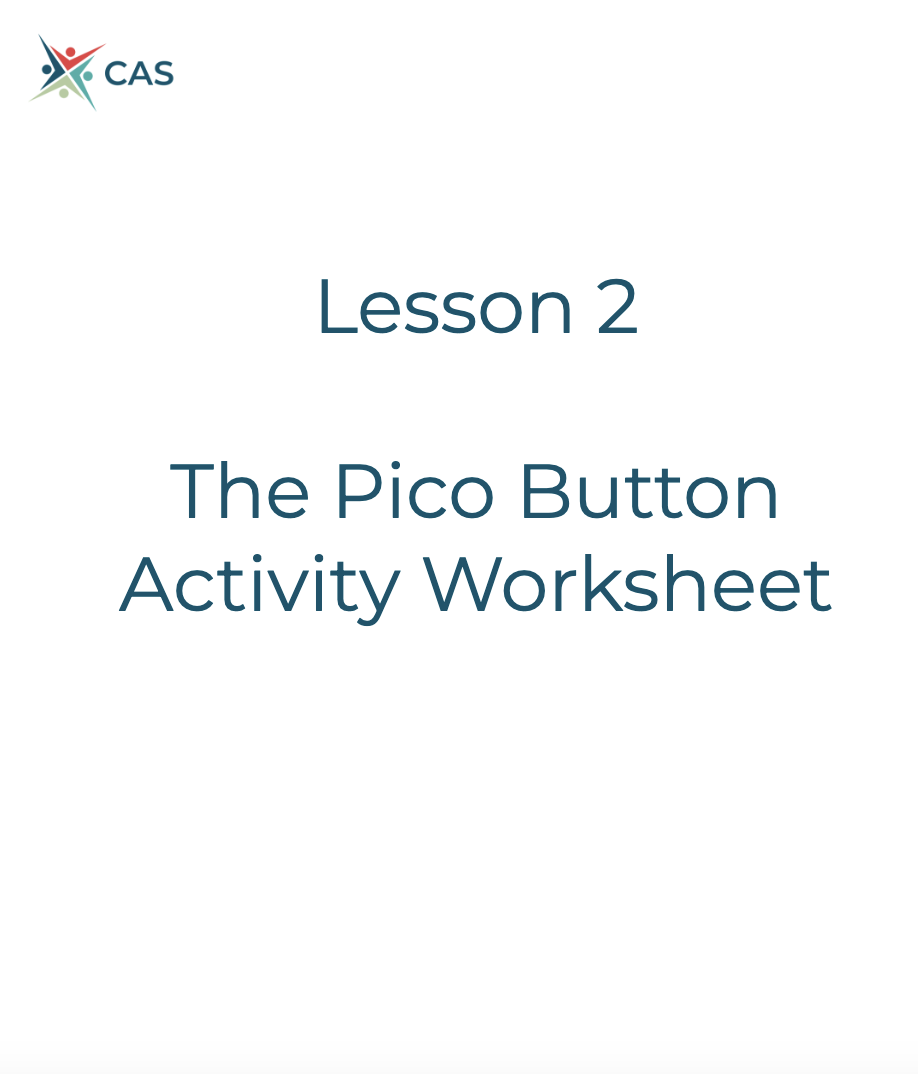 CAS
Lesson 2
The Pico Button
Activity Worksheet